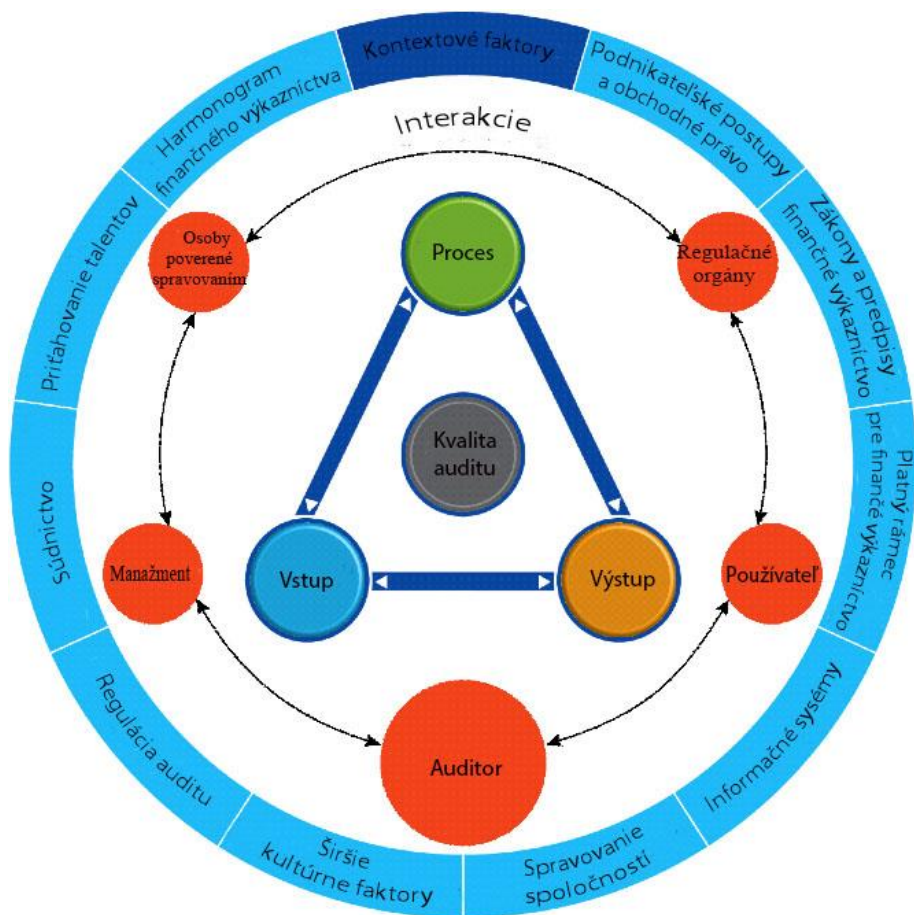 Kontextové faktory
Podnikateľské postupy
a obchodné právo
Zákony a predpisy
finančné výkazníctvo
Platný rámec
pre finančé výkazníctvo
Informačné sysémy
Spravovanie
spoločností
Širšie
kultúrne faktory
Regulácia auditu
Súdnictvo
Priťahovanie talentov
Harmonogram
finančného výkazníctva
Interakcie
Osoby
poverené
spravovaním
Proces
Regulačné
orgány
Kvalita
auditu
Manažment
Vstup
Výstup
Používateľ
Auditor